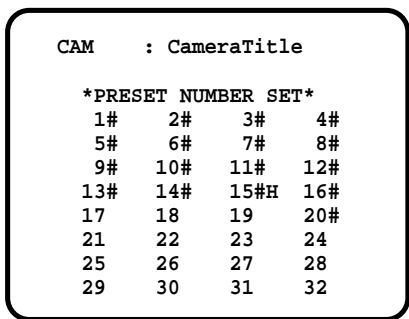 CAM : CameraTitle
*PRESET NUMBER SET*
1# 2# 3# 4#
5# 6# 7# 8#
9# 10# 11# 12#
13# 14# 15#H 16#
17 18 19 20#
21 22 23 24
25 26 27 28
29 30 31 32